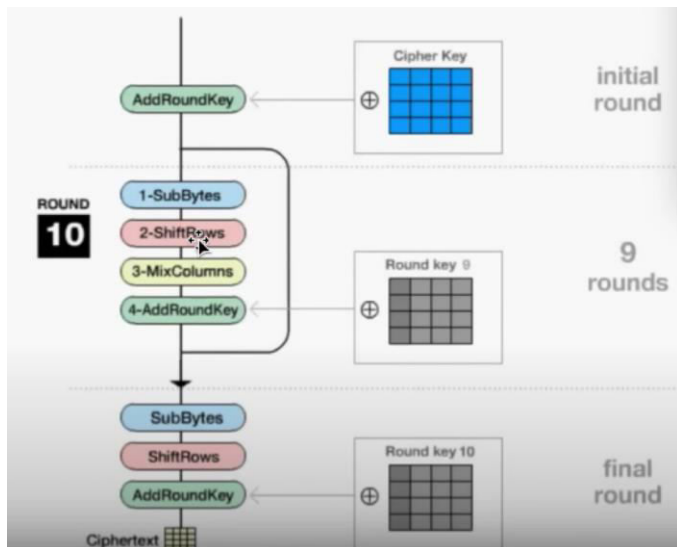 Cipher Key
AddRoundKey
initial
round
ROUND
10
1-SubBytes
2-ShiftRows
3-MixColumns
4-AddRoundKey
Round key 9
9
rounds
SubBytes
ShiftRows
AddRoundKey
Round key 10
final
round
Ciphertext